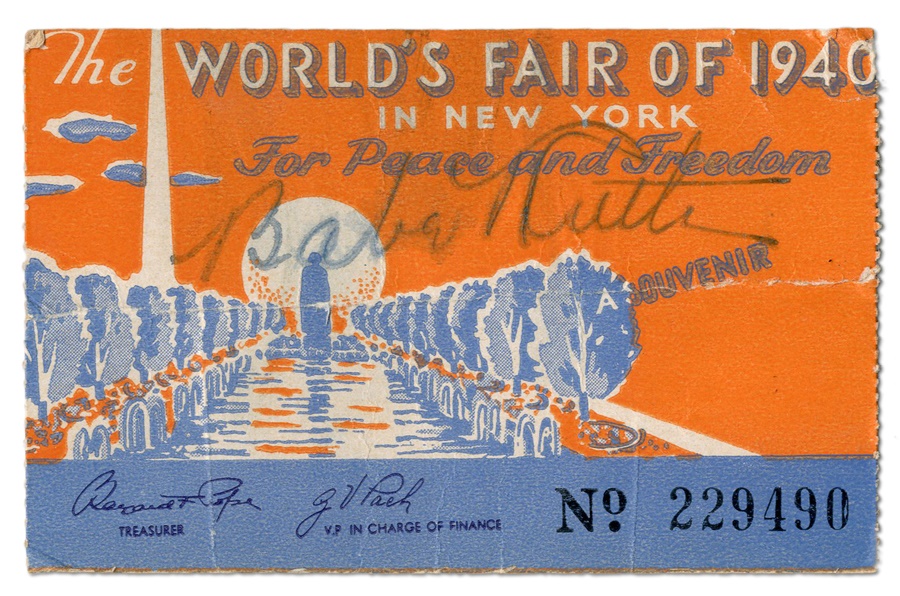 The WORLD'S FAIR OF 1940
IN NEW YORK
For Peace and Freedom
Babe Ruth
A SOUVENIR
TREASURER
V.P. IN CHARGE OF FINANCE
Nº 229490